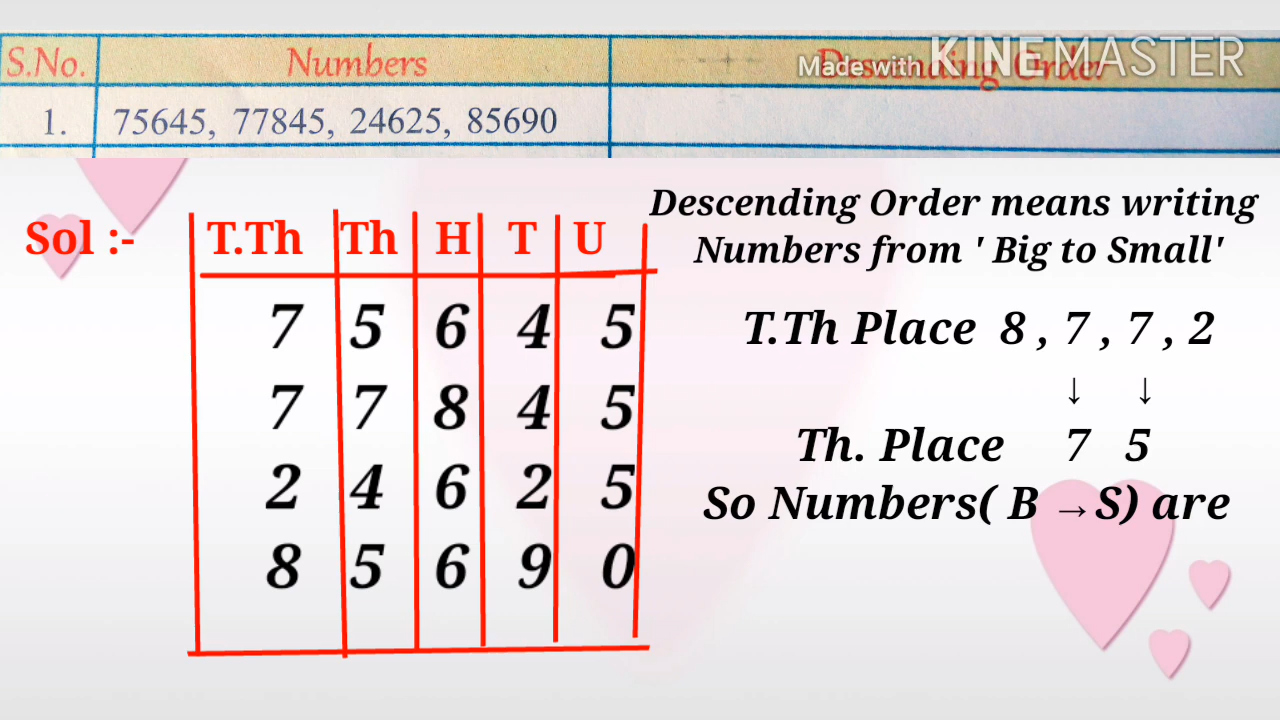 S.No. Numbers Descending Order
Made with KINEMASTER
1. 75645, 77845, 24625, 85690
Descending Order means writing
Numbers from ' Big to Small'
Sol :- T.Th Th H T U
7 5 6 4 5
7 7 8 4 5
2 4 6 2 5
8 5 6 9 0
T.Th Place 8 , 7 , 7 , 2
↓ ↓
Th. Place 7 5
So Numbers( B →S) are